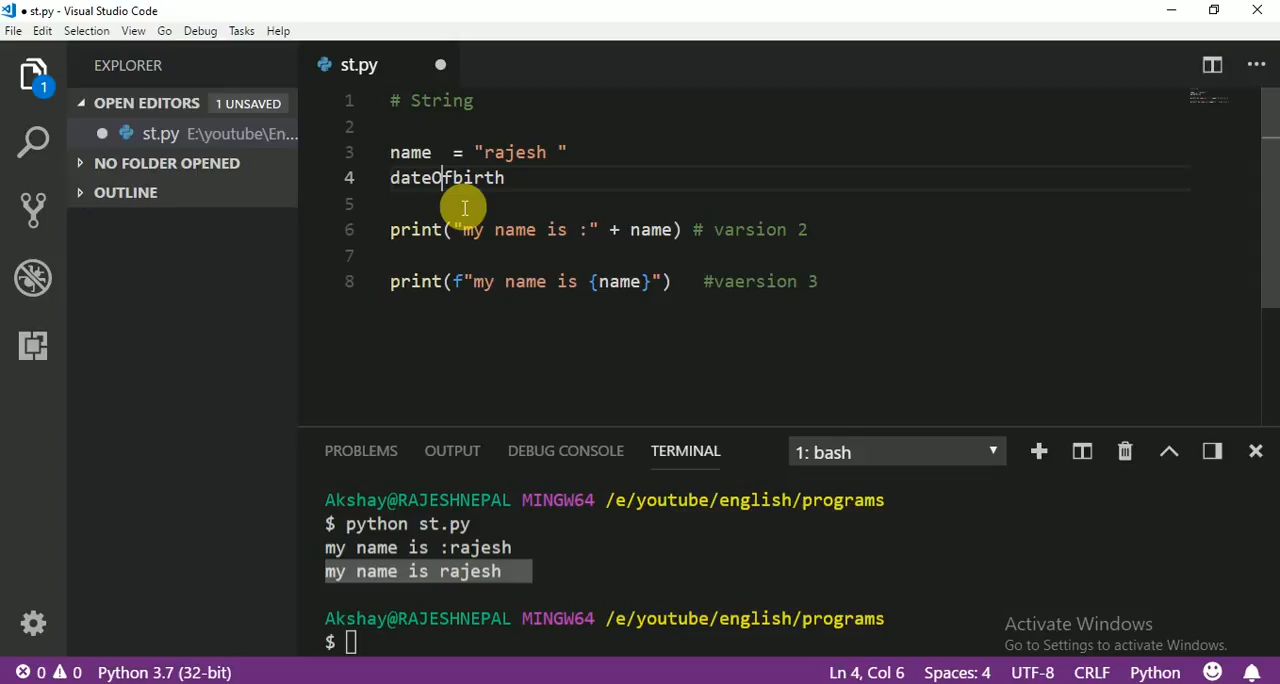 ● st.py - Visual Studio Code
File Edit Selection View Go Debug Tasks Help
EXPLORER
st.py
1
OPEN EDITORS 1 UNSAVED
st.py E:\youtube\En...
NO FOLDER OPENED
OUTLINE
1 # String
2
3 name  = "rajesh "
4 dateOfbirth
5
6 print("my name is :" + name) # varsion 2
7
8 print(f"my name is {name}")   #vaersion 3
PROBLEMS OUTPUT DEBUG CONSOLE TERMINAL 1: bash
Akshay@RAJESHNEPAL MINGW64 /e/youtube/english/programs
$ python st.py
my name is :rajesh
my name is rajesh
Akshay@RAJESHNEPAL MINGW64 /e/youtube/english/programs
$
Activate Windows
Go to Settings to activate Windows.
0 0 Python 3.7 (32-bit) Ln 4, Col 6 Spaces: 4 UTF-8 CRLF Python